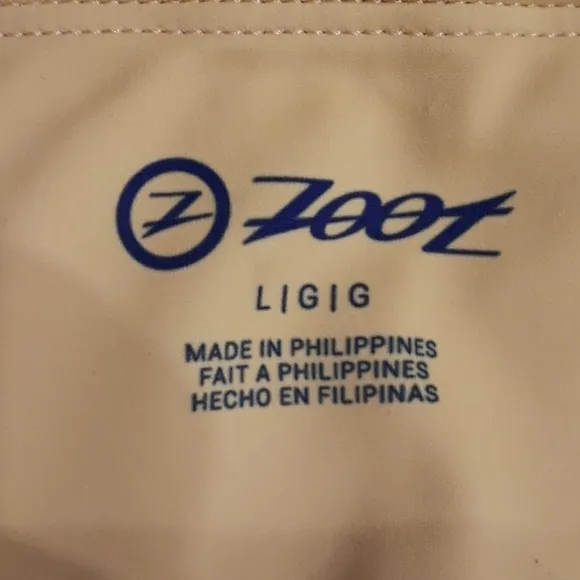 Z ZOOT
L|G|G
MADE IN PHILIPPINES
FAIT A PHILIPPINES
HECHO EN FILIPINAS